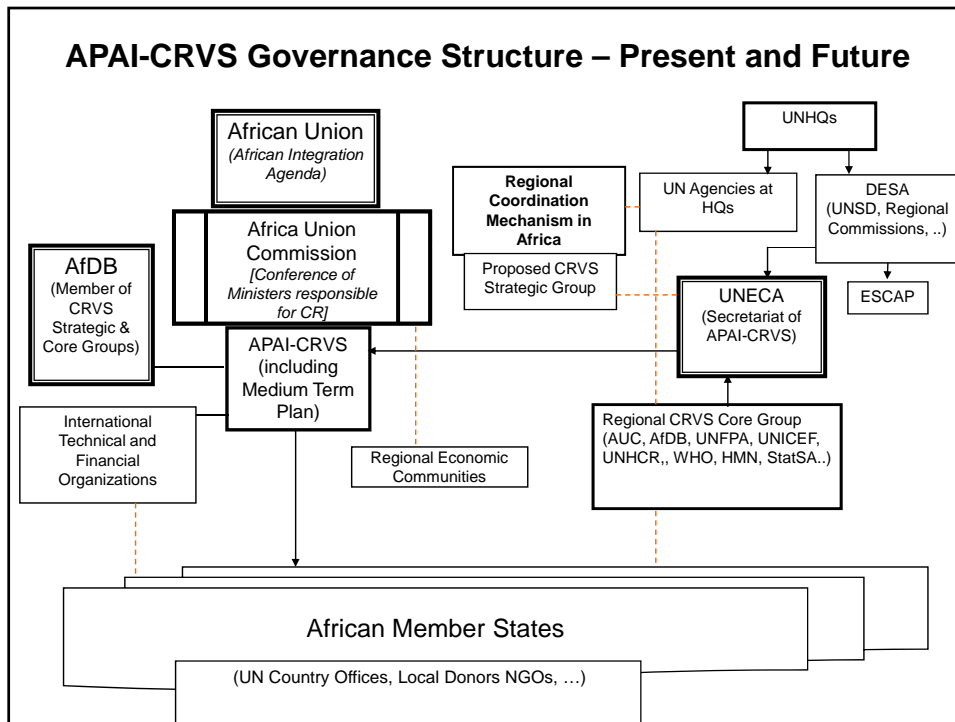 APAI-CRVS Governance Structure – Present and Future
African Union
(African Integration
Agenda)
Africa Union
Commission
[Conference of
Ministers responsible
for CR]
AfDB
(Member of
CRVS
Strategic &
Core Groups)
APAI-CRVS
(including
Medium Term
Plan)
International
Technical and
Financial
Organizations
Regional Economic
Communities
Regional
Coordination
Mechanism in
Africa
Proposed CRVS
Strategic Group
UNHQs
UN Agencies at
HQs
DESA
(UNSD, Regional
Commissions, ..)
UNECA
(Secretariat of
APAI-CRVS)
ESCAP
Regional CRVS Core Group
(AUC, AfDB, UNFPA, UNICEF,
UNHCR,, WHO, HMN, StatSA..)
African Member States
(UN Country Offices, Local Donors NGOs, …)